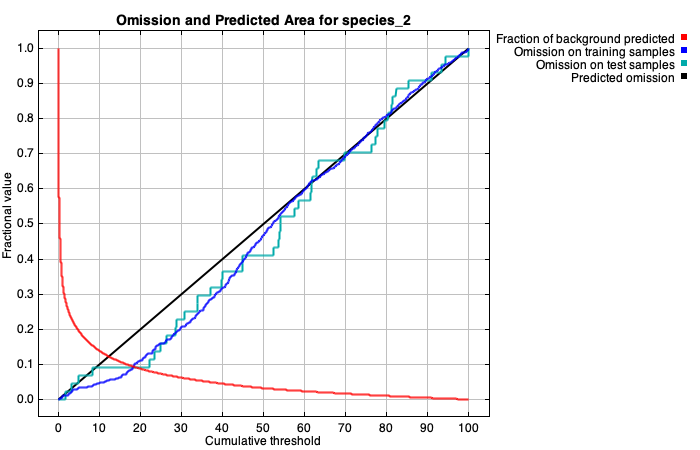 Omission and Predicted Area for species_2
Fraction of background predicted
Omission on training samples
Omission on test samples
Predicted omission
Fractional value
1.0
0.9
0.8
0.7
0.6
0.5
0.4
0.3
0.2
0.1
0.0
0 10 20 30 40 50 60 70 80 90 100
Cumulative threshold